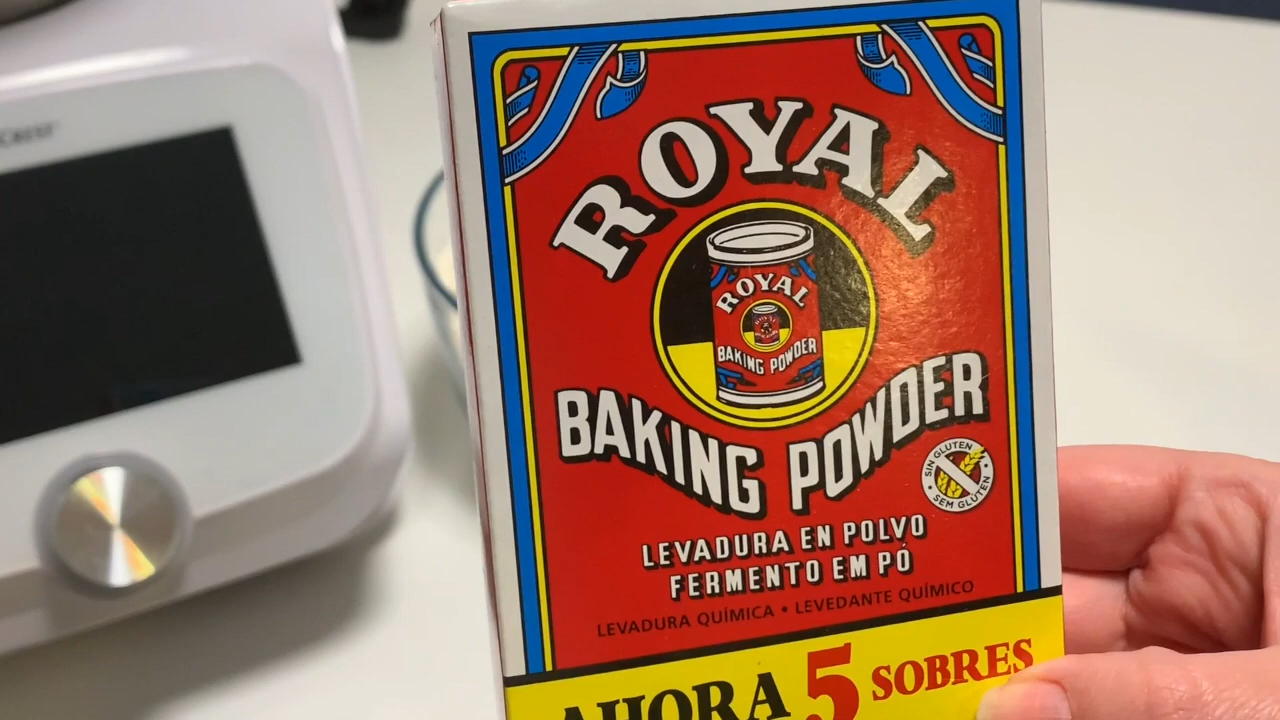 ROYAL
ROYAL
BAKING POWDER
BAKING POWDER
SIN GLUTEN
SEM GLUTEN
LEVADURA EN POLVO
FERMENTO EM PÓ
LEVADURA QUÍMICA • LEVEDANTE QUÍMICO
AHORA 5 SOBRES